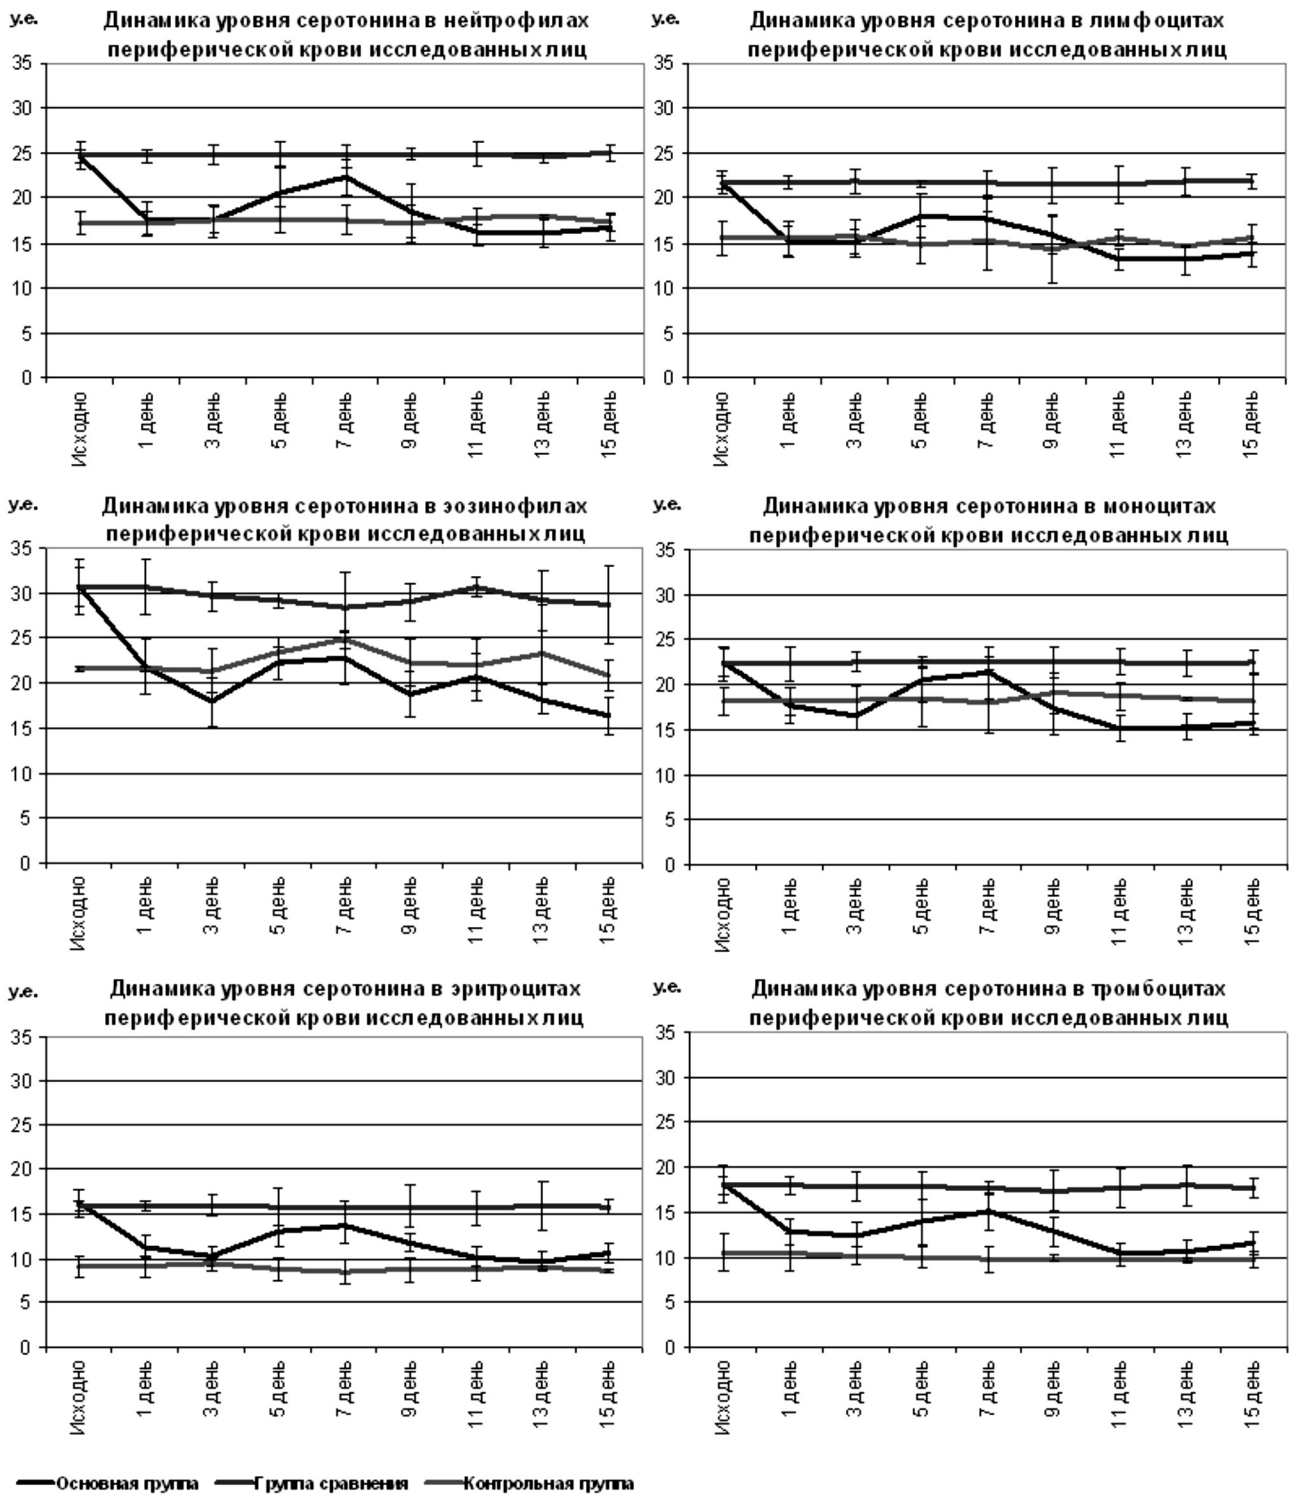 у.е.
Динамика уровня серотонина в нейтрофилах
периферической крови исследованных лиц
35
30
25
20
15
10
5
0
Исходно
1 день
3 день
5 день
7 день
9 день
11 день
13 день
15 день
у.е.
Динамика уровня серотонина в лимфоцитах
периферической крови исследованных лиц
35
30
25
20
15
10
5
0
Исходно
1 день
3 день
5 день
7 день
9 день
11 день
13 день
15 день
у.е.
Динамика уровня серотонина в эозинофилах
периферической крови исследованных лиц
35
30
25
20
15
10
5
0
Исходно
1 день
3 день
5 день
7 день
9 день
11 день
13 день
15 день
у.е.
Динамика уровня серотонина в моноцитах
периферической крови исследованных лиц
35
30
25
20
15
10
5
0
Исходно
1 день
3 день
5 день
7 день
9 день
11 день
13 день
15 день
у.е.
Динамика уровня серотонина в эритроцитах
периферической крови исследованных лиц
35
30
25
20
15
10
5
0
Исходно
1 день
3 день
5 день
7 день
9 день
11 день
13 день
15 день
у.е.
Динамика уровня серотонина в тромбоцитах
периферической крови исследованных лиц
35
30
25
20
15
10
5
0
Исходно
1 день
3 день
5 день
7 день
9 день
11 день
13 день
15 день
Основная группа Группа сравнения Контрольная группа